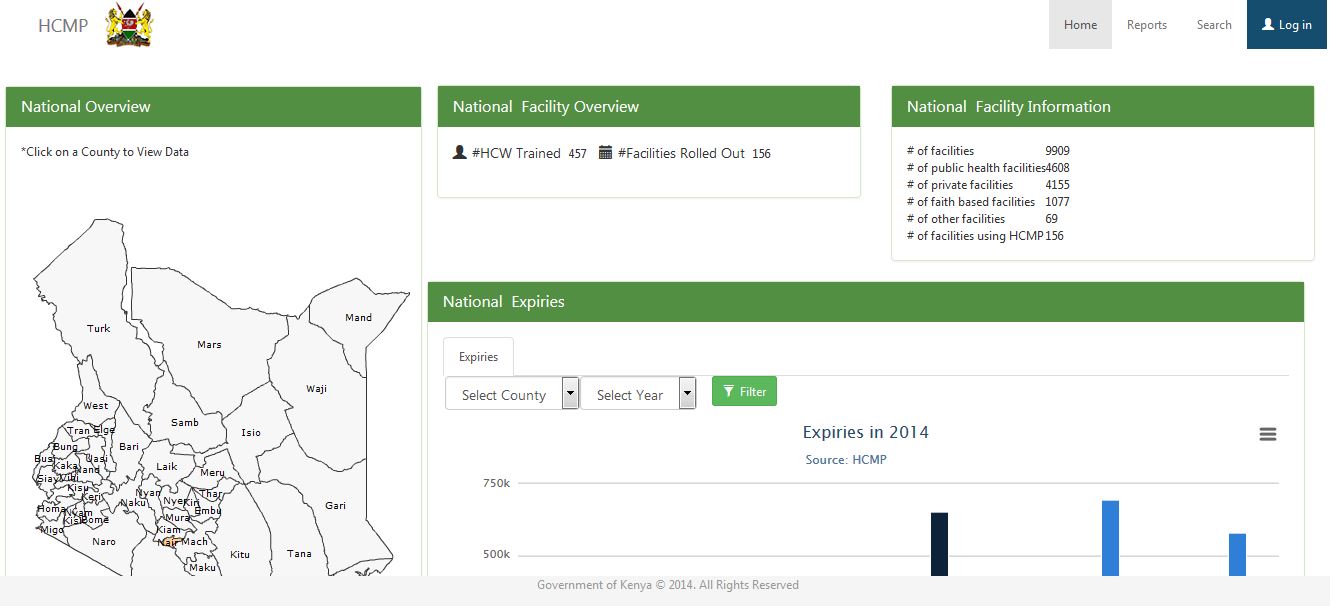 HCMP
Home Reports Search Log in
National Overview
*Click on a County to View Data
Turk
Mars
Mand
Waji
West
Samb
Isio
Tran Elge
Bung
Bari
Busi
Uasi
Kaka
Nand
Laik
Meru
Siay Vihi
Kisu
Keri
Nyan
Thar
Naku
Nye Kiri
Embu
Gari
Homa
Nyam
Kisi Bome
Mura
Migo
Kiam
Naro
Nair Mach
Kitu
Tana
Maku
National Facility Overview
#HCW Trained 457 #Facilities Rolled Out 156
National Facility Information
# of facilities 9909
# of public health facilities 4608
# of private facilities 4155
# of faith based facilities 1077
# of other facilities 69
# of facilities using HCMP 156
National Expiries
Expiries
Select County Select Year Filter
Expiries in 2014
Source: HCMP
750k
500k
Government of Kenya © 2014. All Rights Reserved